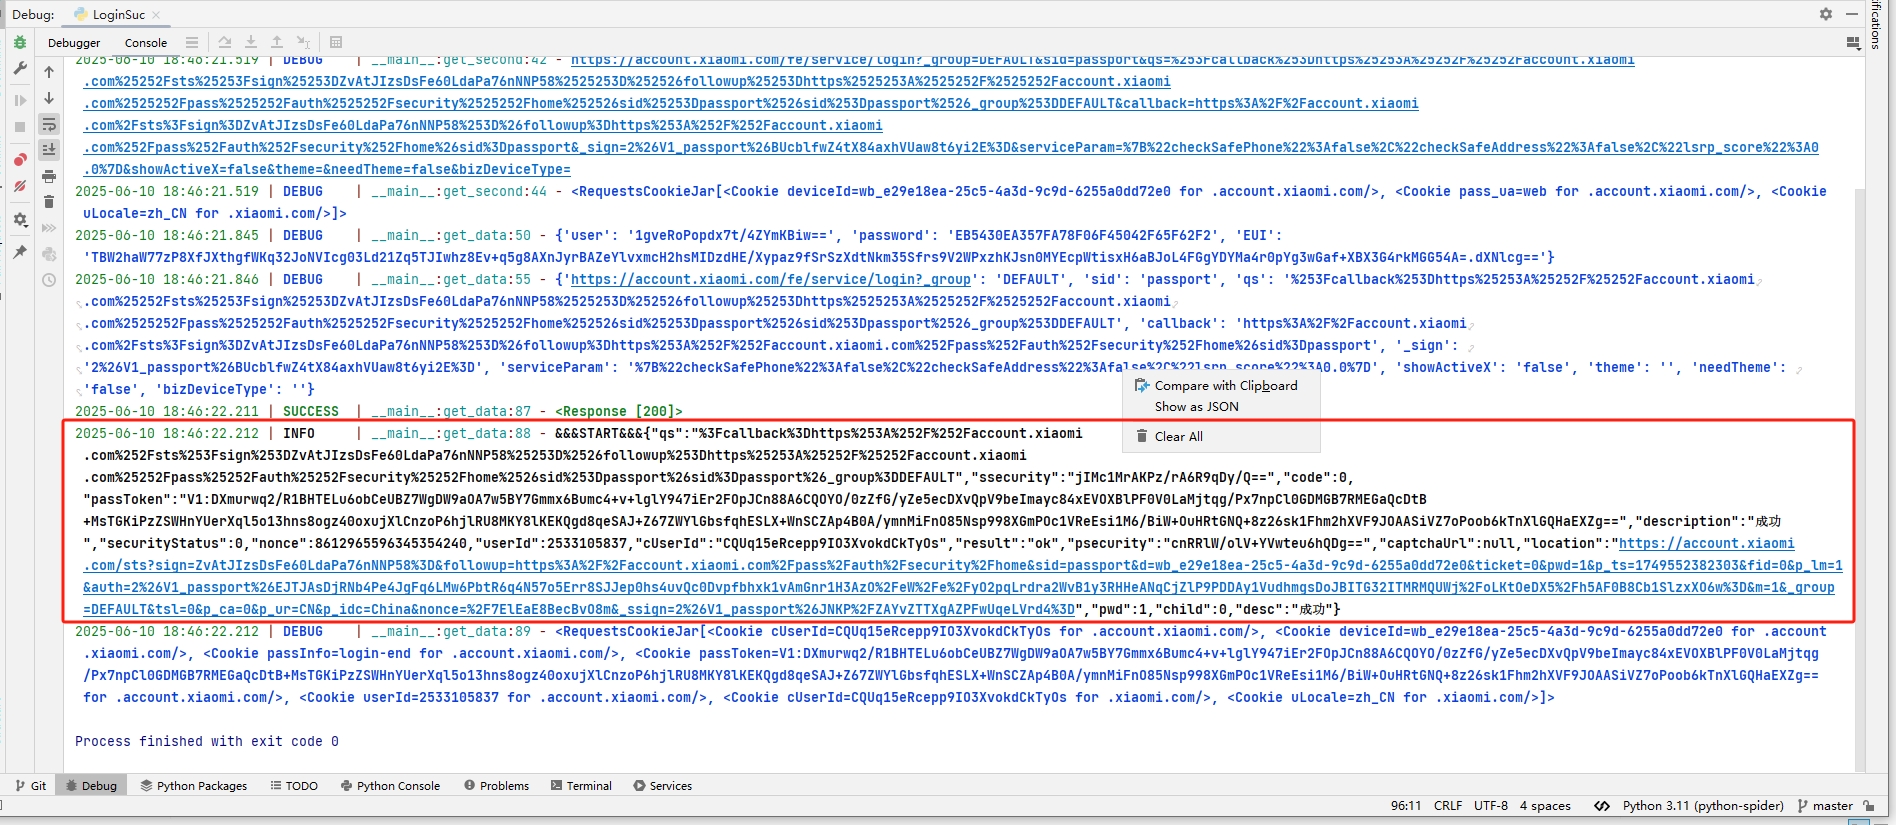 Debug: LoginSuc
ifications
Debugger Console
2025-06-10 18:46:21.519 | DEBUG | __main__:get_second:42 - https://account.xiaomi.com/fe/service/login?_group=DEFAULT&sid=passport&qs=%253Fcallback%253Dhttps%25253A%25252F%25252Faccount.xiaomi
.com%25252Fsts%25253Fsign%25253DZvAtJIzsDsFe60LdaPa76nNNP58%2525253D%252526followup%25253Dhttps%2525253A%2525252F%2525252Faccount.xiaomi
.com%2525252Fpass%2525252Fauth%2525252Fsecurity%2525252Fhome%252526sid%25253Dpassport%2526sid%253Dpassport%2526_group%253DDEFAULT&callback=https%3A%2F%2Faccount.xiaomi
.com%2Fsts%3Fsign%3DZvAtJIzsDsFe60LdaPa76nNNP58%253D%26followup%3Dhttps%253A%252F%252Faccount.xiaomi
.com%252Fpass%252Fauth%252Fsecurity%252Fhome%26sid%3Dpassport&_sign=2%26V1_passport%26BUcblfwZ4tX84axhVUaw8t6yi2E%3D&serviceParam=%7B%22checkSafePhone%22%3Afalse%2C%22checkSafeAddress%22%3Afalse%2C%22lsrp_score%22%3A0
.0%7D&showActiveX=false&theme=&needTheme=false&bizDeviceType=
2025-06-10 18:46:21.519 | DEBUG | __main__:get_second:44 - <RequestsCookieJar[<Cookie deviceId=wb_e29e18ea-25c5-4a3d-9c9d-6255a0dd72e0 for .account.xiaomi.com/>, <Cookie pass_ua=web for .account.xiaomi.com/>, <Cookie
uLocale=zh_CN for .xiaomi.com/>]>
2025-06-10 18:46:21.845 | DEBUG | __main__:get_data:50 - {'user': '1gveRoPopdx7t/4ZYmKBiw==', 'password': 'EB5430EA357FA78F06F45042F65F62F2', 'EUI':
'TBW2haW77zP8XfJXthgfWKq32JoNVIcg03Ld21Zq5TJIwhz8Ev+q5g8AXnJyrBAZeYlvxmcH2hsMIDzdHE/Xypaz9fSrSzXdtNkm35Sfrs9V2WPxzhKJsn0MYEcpWtisxH6aBJoL4FGgYDYMa4r0pYg3wGaf+XBX3G4rkMGG54A=.dXNlcg=='}
2025-06-10 18:46:21.846 | DEBUG | __main__:get_data:55 - {'https://account.xiaomi.com/fe/service/login?_group': 'DEFAULT', 'sid': 'passport', 'qs': '%253Fcallback%253Dhttps%25253A%25252F%25252Faccount.xiaomi
.com%25252Fsts%25253Fsign%25253DZvAtJIzsDsFe60LdaPa76nNNP58%2525253D%252526followup%25253Dhttps%2525253A%2525252F%2525252Faccount.xiaomi
.com%2525252Fpass%2525252Fauth%2525252Fsecurity%2525252Fhome%252526sid%25253Dpassport%2526sid%253Dpassport%2526_group%253DDEFAULT', 'callback': 'https%3A%2F%2Faccount.xiaomi
.com%2Fsts%3Fsign%3DZvAtJIzsDsFe60LdaPa76nNNP58%253D%26followup%3Dhttps%253A%252F%252Faccount.xiaomi.com%252Fpass%252Fauth%252Fsecurity%252Fhome%26sid%3Dpassport', '_sign':
'2%26V1_passport%26BUcblfwZ4tX84axhVUaw8t6yi2E%3D', 'serviceParam': '%7B%22checkSafePhone%22%3Afalse%2C%22checkSafeAddress%22%3Afalse%2C%22lsrp_score%22%3A0.0%7D', 'showActiveX': 'false', 'theme': '', 'needTheme':
'false', 'bizDeviceType': ''}
Compare with Clipboard
Show as JSON
Clear All
2025-06-10 18:46:22.211 | SUCCESS | __main__:get_data:87 - <Response [200]>
2025-06-10 18:46:22.212 | INFO | __main__:get_data:88 - &&&START&&&{"qs":"%3Fcallback%3Dhttps%253A%252F%252Faccount.xiaomi
.com%252Fsts%253Fsign%253DZvAtJIzsDsFe60LdaPa76nNNP58%25253D%2526followup%253Dhttps%25253A%25252F%25252Faccount.xiaomi
.com%25252Fpass%25252Fauth%25252Fsecurity%25252Fhome%2526sid%253Dpassport%26sid%3Dpassport%26_group%3DDEFAULT","ssecurity":"jIMc1MrAKPz/rA6R9qDy/Q==","code":0,
"passToken":"V1:DXmurwq2/R1BHTELu6obCeUBZ7WgDW9aOA7w5BY7Gmmx6Bumc4+v+lglY947iEr2FOpJCn88A6CQOYO/0zZfG/yZe5ecDXvQpV9beImayc84xEVOXBlPF0V0LaMjtqg/Px7npCl0GDMGB7RMEGaQcDtB
+MsTGKiPzZSWHnYUerXql5o13hns8ogz40oxujXlCnzoP6hjlRU8MKY8lKEKQgd8qeSAJ+Z67ZWYlGbsfqhESLX+WnSCZAp4B0A/ymnMiFnO85Nsp998XGmPOc1VReEsi1M6/BiW+OuHRtGNQ+8z26sk1Fhm2hXVF9JOAASiVZ7oPoob6kTnXlGQHaEXZg==","description":"成功
","securityStatus":0,"nonce":8612965596345354240,"userId":2533105837,"cUserId":"CQUq15eRcepp9IO3XvokdCkTyOs","result":"ok","psecurity":"cnRRlW/olV+YVwteu6hQDg==","captchaUrl":null,"location":"https://account.xiaomi
.com/sts?sign=ZvAtJIzsDsFe60LdaPa76nNNP58%3D&followup=https%3A%2F%2Faccount.xiaomi.com%2Fpass%2Fauth%2Fsecurity%2Fhome&sid=passport&d=wb_e29e18ea-25c5-4a3d-9c9d-6255a0dd72e0&ticket=0&pwd=1&p_ts=1749552382303&fid=0&p_lm=1
&auth=2%26V1_passport%26EJTJAsDjRNb4Pe4JgFq6LMw6PbtR6q4N57o5Err8SJJep0hs4uvQc0Dvpfbhxk1vAmGnr1H3AzO%2FeW%2Fe%2FyO2pqLrdra2WvB1y3RHHeANqCjZlP9PDDAy1VudhmgsDoJBITG32ITMRMQUWj%2FoLKtOeDX5%2Fh5AF0B8Cb1SlzxXO6w%3D&m=1&_group
=DEFAULT&tsl=0&p_ca=0&p_ur=CN&p_idc=China&nonce=%2F7ElEaE8BecBvO8m&_ssign=2%26V1_passport%26JNKP%2FZAYvZTTXgAZPFwUqeLVrd4%3D","pwd":1,"child":0,"desc":"成功"}
2025-06-10 18:46:22.212 | DEBUG | __main__:get_data:89 - <RequestsCookieJar[<Cookie cUserId=CQUq15eRcepp9IO3XvokdCkTyOs for .account.xiaomi.com/>, <Cookie deviceId=wb_e29e18ea-25c5-4a3d-9c9d-6255a0dd72e0 for .account
.xiaomi.com/>, <Cookie passInfo=login-end for .account.xiaomi.com/>, <Cookie passToken=V1:DXmurwq2/R1BHTELu6obCeUBZ7WgDW9aOA7w5BY7Gmmx6Bumc4+v+lglY947iEr2FOpJCn88A6CQOYO/0zZfG/yZe5ecDXvQpV9beImayc84xEVOXBlPF0V0LaMjtqg
/Px7npCl0GDMGB7RMEGaQcDtB+MsTGKiPzZSWHnYUerXql5o13hns8ogz40oxujXlCnzoP6hjlRU8MKY8lKEKQgd8qeSAJ+Z67ZWYlGbsfqhESLX+WnSCZAp4B0A/ymnMiFnO85Nsp998XGmPOc1VReEsi1M6/BiW+OuHRtGNQ+8z26sk1Fhm2hXVF9JOAASiVZ7oPoob6kTnXlGQHaEXZg==
for .account.xiaomi.com/>, <Cookie userId=2533105837 for .account.xiaomi.com/>, <Cookie cUserId=CQUq15eRcepp9IO3XvokdCkTyOs for .xiaomi.com/>, <Cookie uLocale=zh_CN for .xiaomi.com/>]>
Process finished with exit code 0
Git Debug Python Packages TODO Python Console Problems Terminal Services
96:11 CRLF UTF-8 4 spaces Python 3.11 (python-spider) master